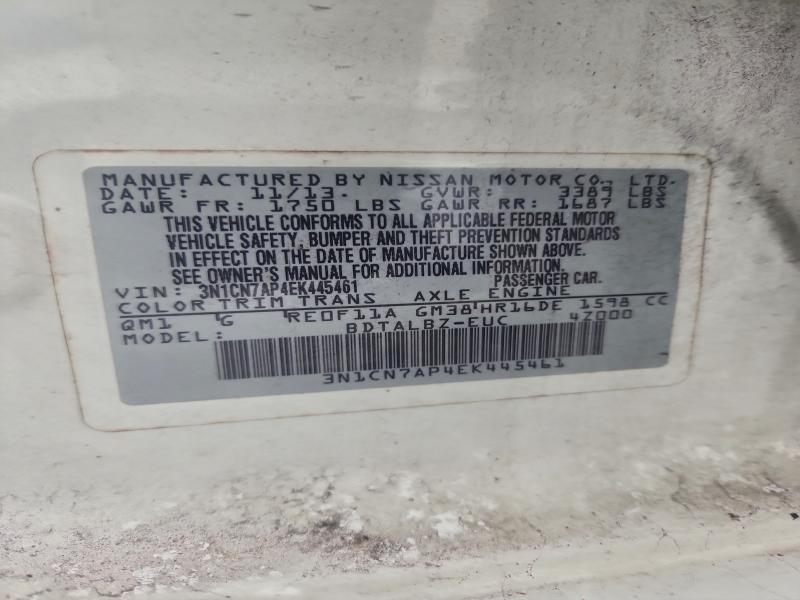 MANUFACTURED BY NISSAN MOTOR CO., LTD.
DATE: 11/13. GVWR: 3389 LBS
GAWR FR: 1750 LBS GAWR RR: 1687 LBS
THIS VEHICLE CONFORMS TO ALL APPLICABLE FEDERAL MOTOR
VEHICLE SAFETY, BUMPER AND THEFT PREVENTION STANDARDS
IN EFFECT ON THE DATE OF MANUFACTURE SHOWN ABOVE.
SEE OWNER'S MANUAL FOR ADDITIONAL INFORMATION.
VIN: 3N1CN7AP4EK445461 PASSENGER CAR.
COLOR TRIM TRANS AXLE ENGINE
QM1 G RE0F11A GM38 HR16DE 1598 CC
MODEL: BDTALBZ-EUC 4Z000
3N1CN7AP4EK445461